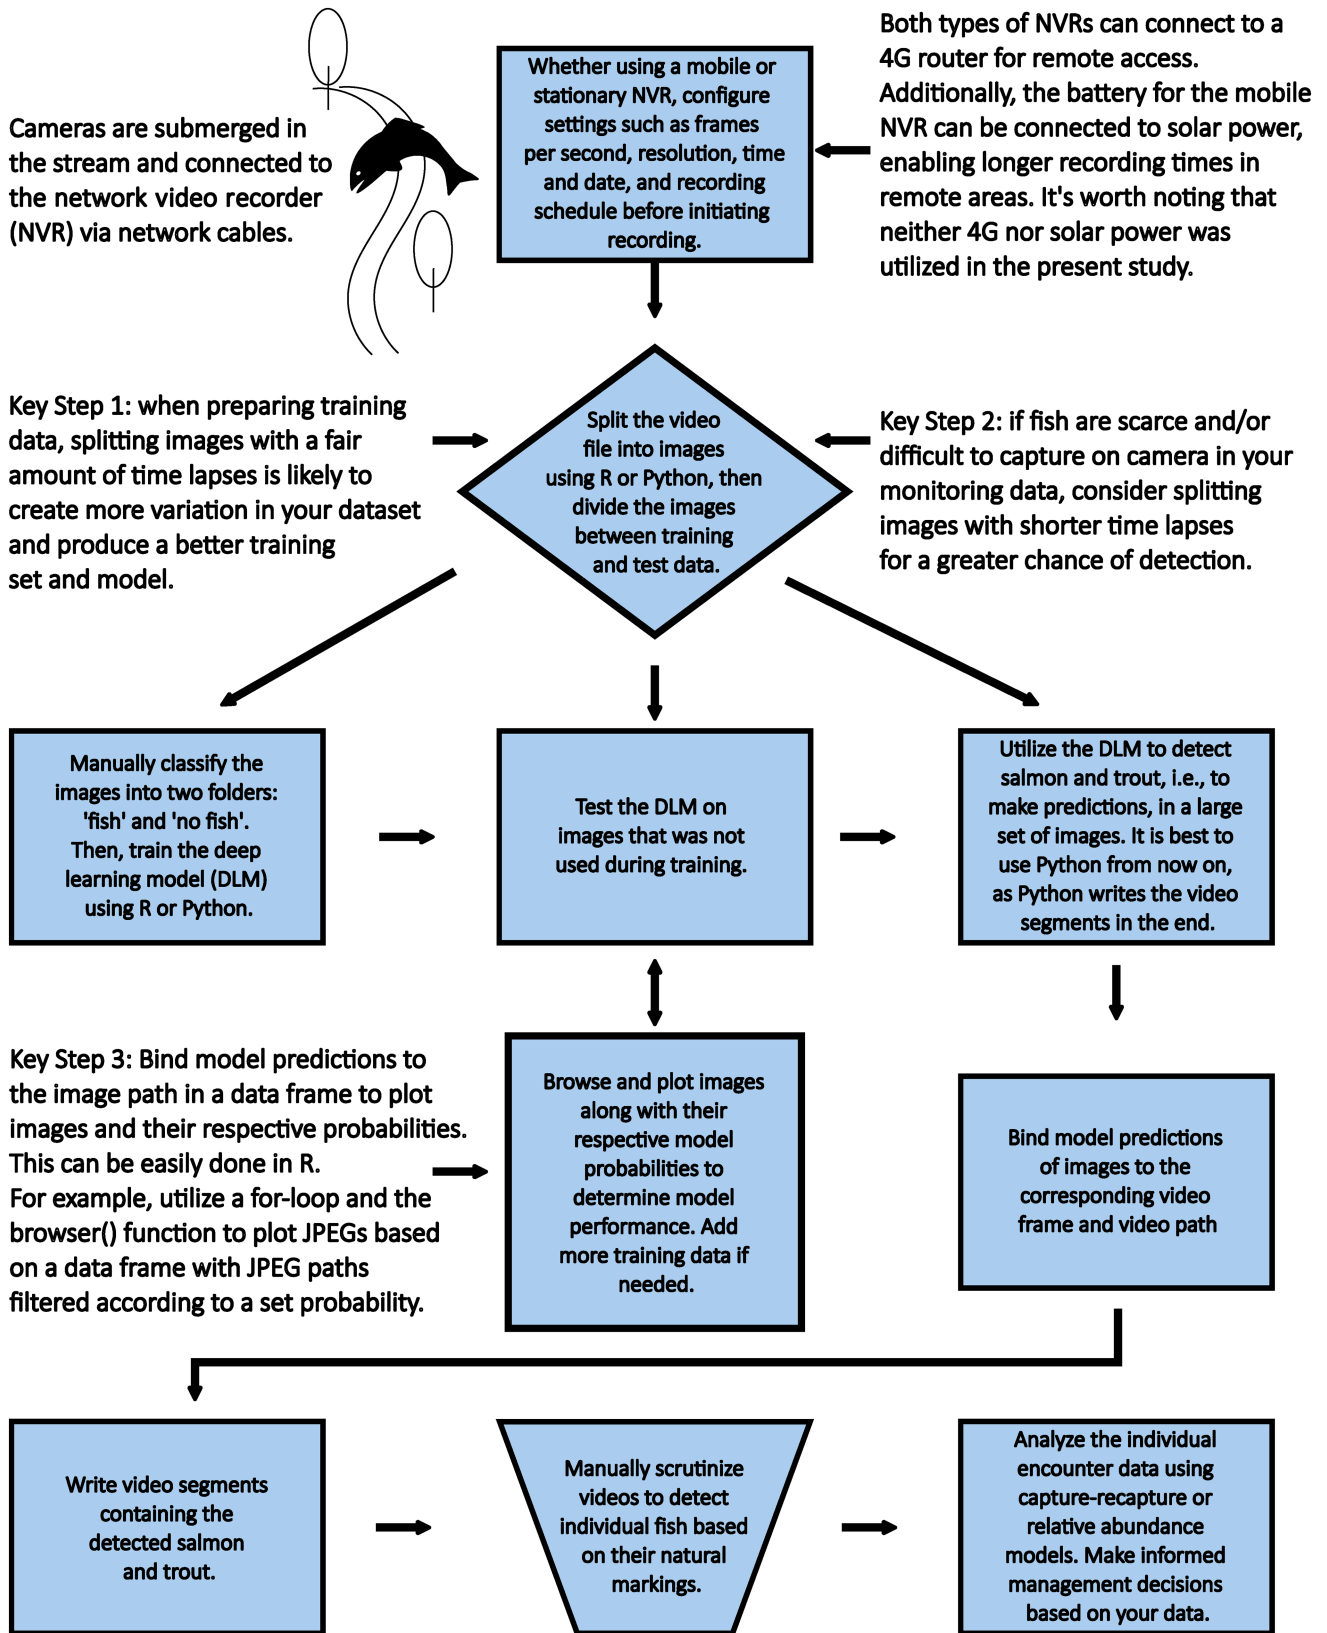 Cameras are submerged in
the stream and connected to
the network video recorder
(NVR) via network cables.
Whether using a mobile or
stationary NVR, configure
settings such as frames
per second, resolution, time
and date, and recording
schedule before initiating
recording.
Both types of NVRs can connect to a
4G router for remote access.
Additionally, the battery for the mobile
NVR can be connected to solar power,
enabling longer recording times in
remote areas. It's worth noting that
neither 4G nor solar power was
utilized in the present study.
Key Step 1: when preparing training
data, splitting images with a fair
amount of time lapses is likely to
create more variation in your dataset
and produce a better training
set and model.
Split the video
file into images
using R or Python, then
divide the images
between training
and test data.
Key Step 2: if fish are scarce and/or
difficult to capture on camera in your
monitoring data, consider splitting
images with shorter time lapses
for a greater chance of detection.
Manually classify the
images into two folders:
'fish' and 'no fish'.
Then, train the deep
learning model (DLM)
using R or Python.
Test the DLM on
images that was not
used during training.
Utilize the DLM to detect
salmon and trout, i.e., to
make predictions, in a large
set of images. It is best to
use Python from now on,
as Python writes the video
segments in the end.
Key Step 3: Bind model predictions to
the image path in a data frame to plot
images and their respective probabilities.
This can be easily done in R.
For example, utilize a for-loop and the
browser() function to plot JPEGs based
on a data frame with JPEG paths
filtered according to a set probability.
Browse and plot images
along with their
respective model
probabilities to
determine model
performance. Add
more training data if
needed.
Bind model predictions
of images to the
corresponding video
frame and video path
Write video segments
containing the
detected salmon
and trout.
Manually scrutinize
videos to detect
individual fish based
on their natural
markings.
Analyze the individual
encounter data using
capture-recapture or
relative abundance
models. Make informed
management decisions
based on your data.